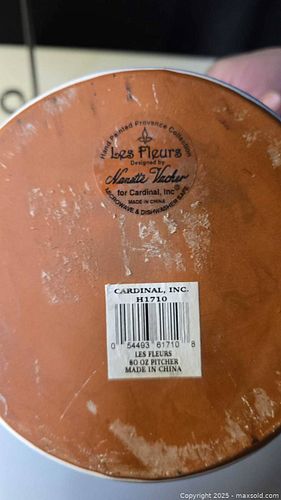 Hand Painted Provence Collection
Les Fleurs
Designed by
Nanette Vacher
for Cardinal, Inc®
MADE IN CHINA
MICROWAVE & DISHWASHER SAFE
CARDINAL, INC.
H1710
0 54493 61710 8
LES FLEURS
80 OZ PITCHER
MADE IN CHINA
Copyright 2025 - maxsold.com